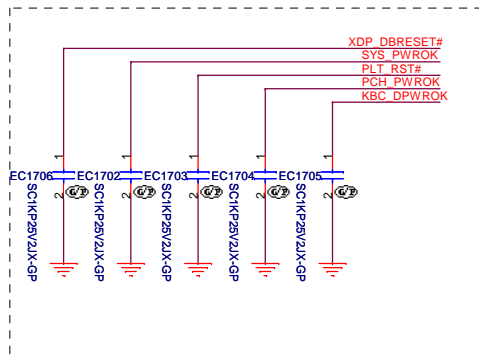 XDP_DBRESET#
SYS_PWROK
PLT_RST#
PCH_PWROK
KBC_DPWROK
1 1 1 1 1
EC1706 EC1702 EC1703 EC1704 EC1705
2 2 2 2 2
SC1KP25V2JX-GP SC1KP25V2JX-GP SC1KP25V2JX-GP SC1KP25V2JX-GP SC1KP25V2JX-GP